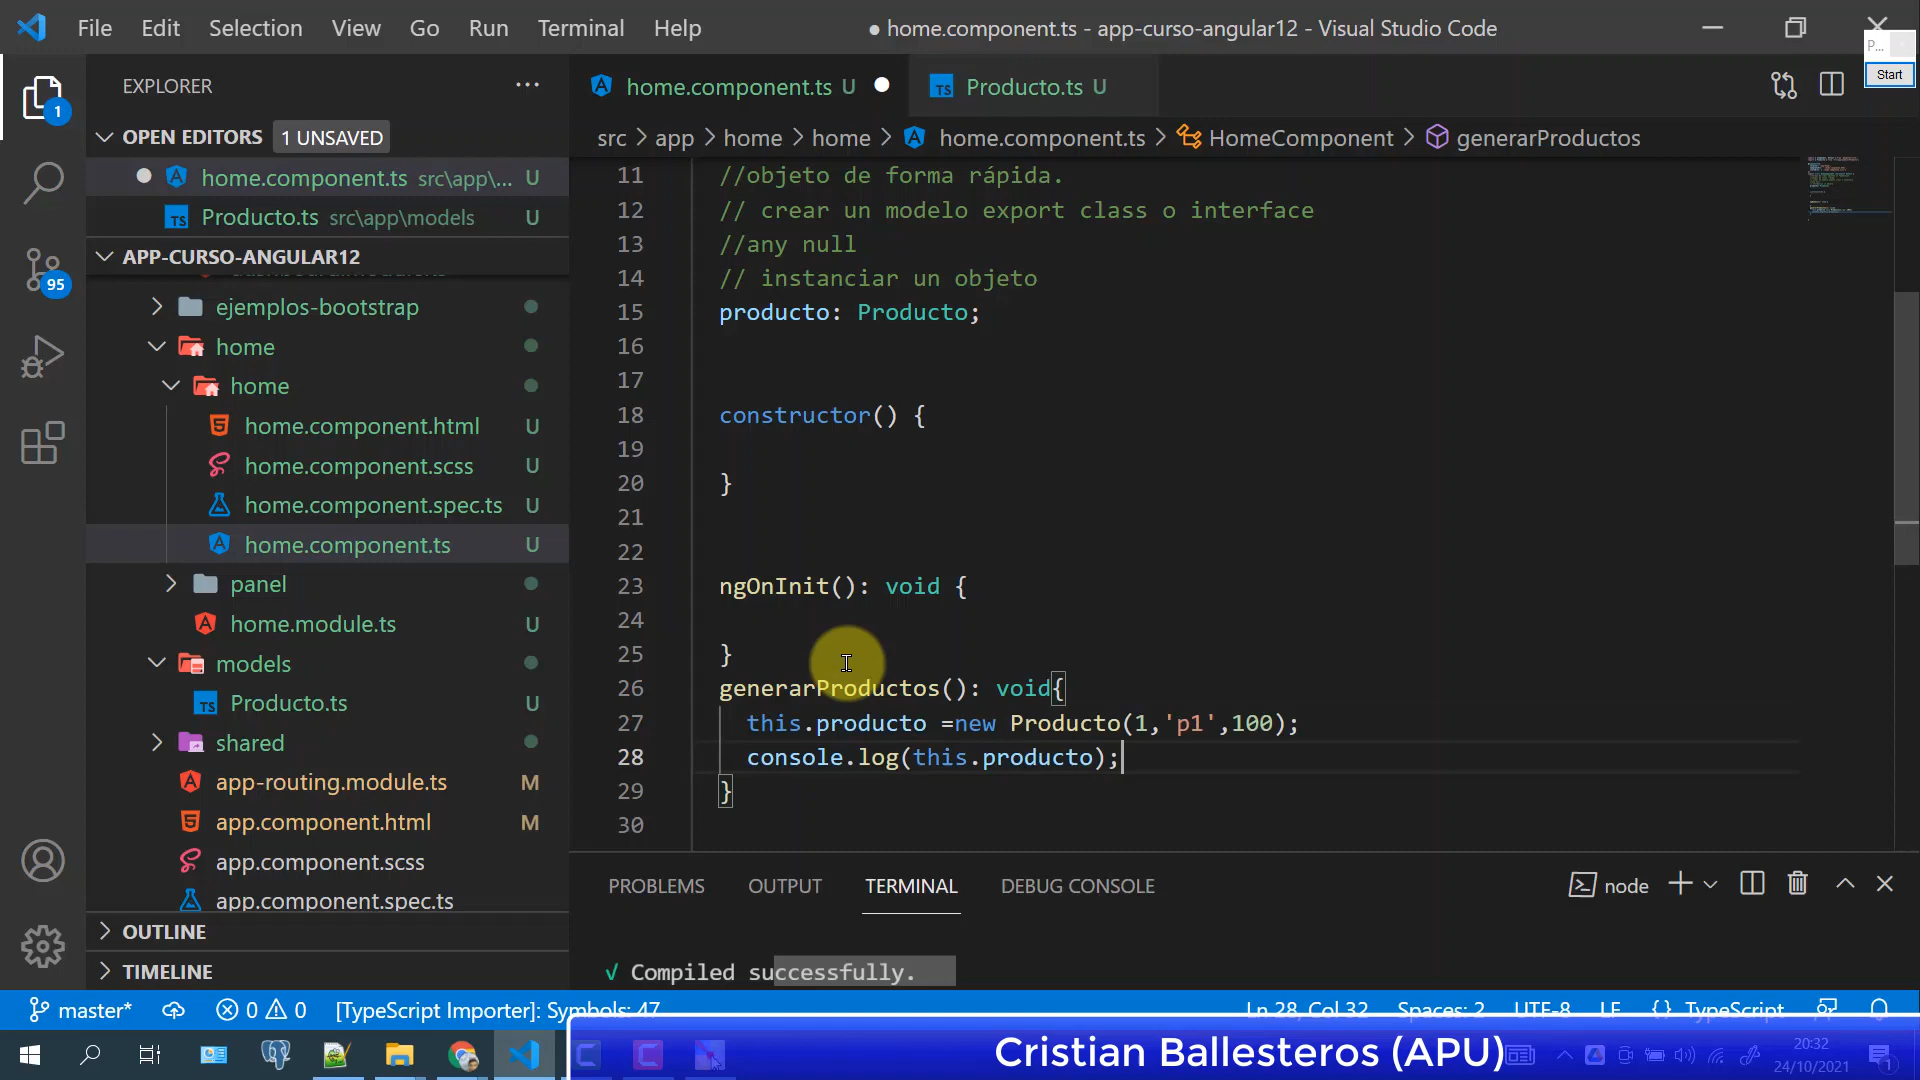 File Edit Selection View Go Run Terminal Help
● home.component.ts - app-curso-angular12 - Visual Studio Code
P...
Start
EXPLORER
OPEN EDITORS 1 UNSAVED
home.component.ts src\app\... U
Producto.ts src\app\models U
APP-CURSO-ANGULAR12
ejemplos-bootstrap
home
home
home.component.html U
home.component.scss U
home.component.spec.ts U
home.component.ts U
panel
home.module.ts U
models
Producto.ts U
shared
app-routing.module.ts M
app.component.html M
app.component.scss
app.component.spec.ts
OUTLINE
TIMELINE
1
95
home.component.ts U
Producto.ts U
src > app > home > home > home.component.ts > HomeComponent > generarProductos
11 //objeto de forma rápida.
12 // crear un modelo export class o interface
13 //any null
14 // instanciar un objeto
15 producto: Producto;
16
17
18 constructor() {
19
20 }
21
22
23 ngOnInit(): void {
24
25 }
26 generarProductos(): void{
27 this.producto =new Producto(1,'p1',100);
28 console.log(this.producto);
29 }
30
PROBLEMS OUTPUT TERMINAL DEBUG CONSOLE
node
√ Compiled successfully.
master* 0 0 [TypeScript Importer]: Symbols: 47
Ln 28, Col 32 Spaces: 2 UTF-8 LF {} TypeScript
Cristian Ballesteros (APU)
20:32
24/10/2021
1